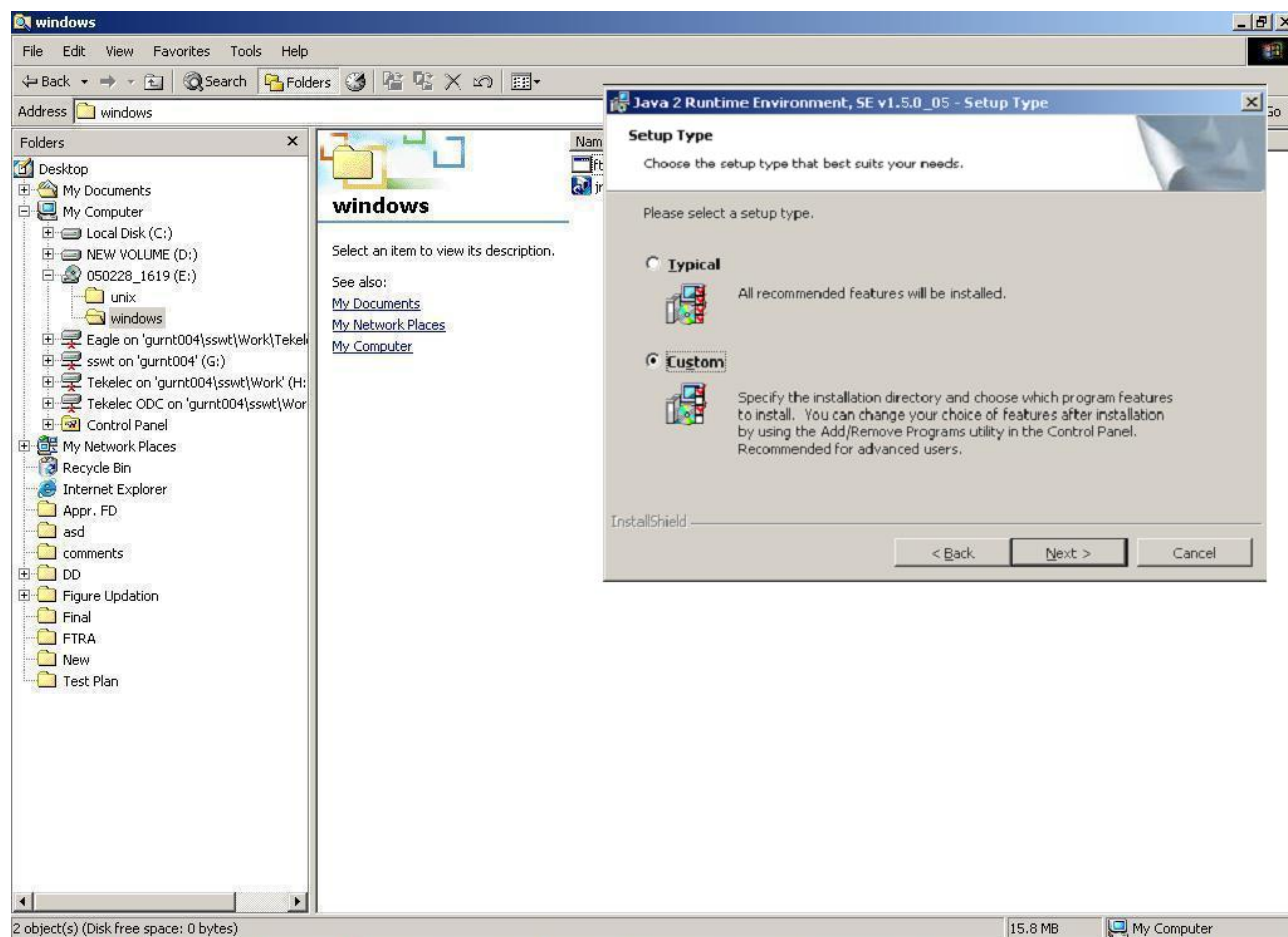 windows
File Edit View Favorites Tools Help
Back Search Folders
Address windows
Folders
Desktop
My Documents
My Computer
Local Disk (C:)
NEW VOLUME (D:)
050228_1619 (E:)
unix
windows
Eagle on 'gurnt004\sswt\Work\Tekel
sswt on 'gurnt004' (G:)
Tekelec on 'gurnt004\sswt\Work' (H:
Tekelec ODC on 'gurnt004\sswt\Wor
Control Panel
My Network Places
Recycle Bin
Internet Explorer
Appr. FD
asd
comments
DD
Figure Updation
Final
FTRA
New
Test Plan
windows
Select an item to view its description.
See also:
My Documents
My Network Places
My Computer
Nam
Java 2 Runtime Environment, SE v1.5.0_05 - Setup Type
Setup Type
Choose the setup type that best suits your needs.
Please select a setup type.
Typical
All recommended features will be installed.
Custom
Specify the installation directory and choose which program features
to install. You can change your choice of features after installation
by using the Add/Remove Programs utility in the Control Panel.
Recommended for advanced users.
InstallShield
< Back Next > Cancel
2 object(s) (Disk free space: 0 bytes) 15.8 MB My Computer